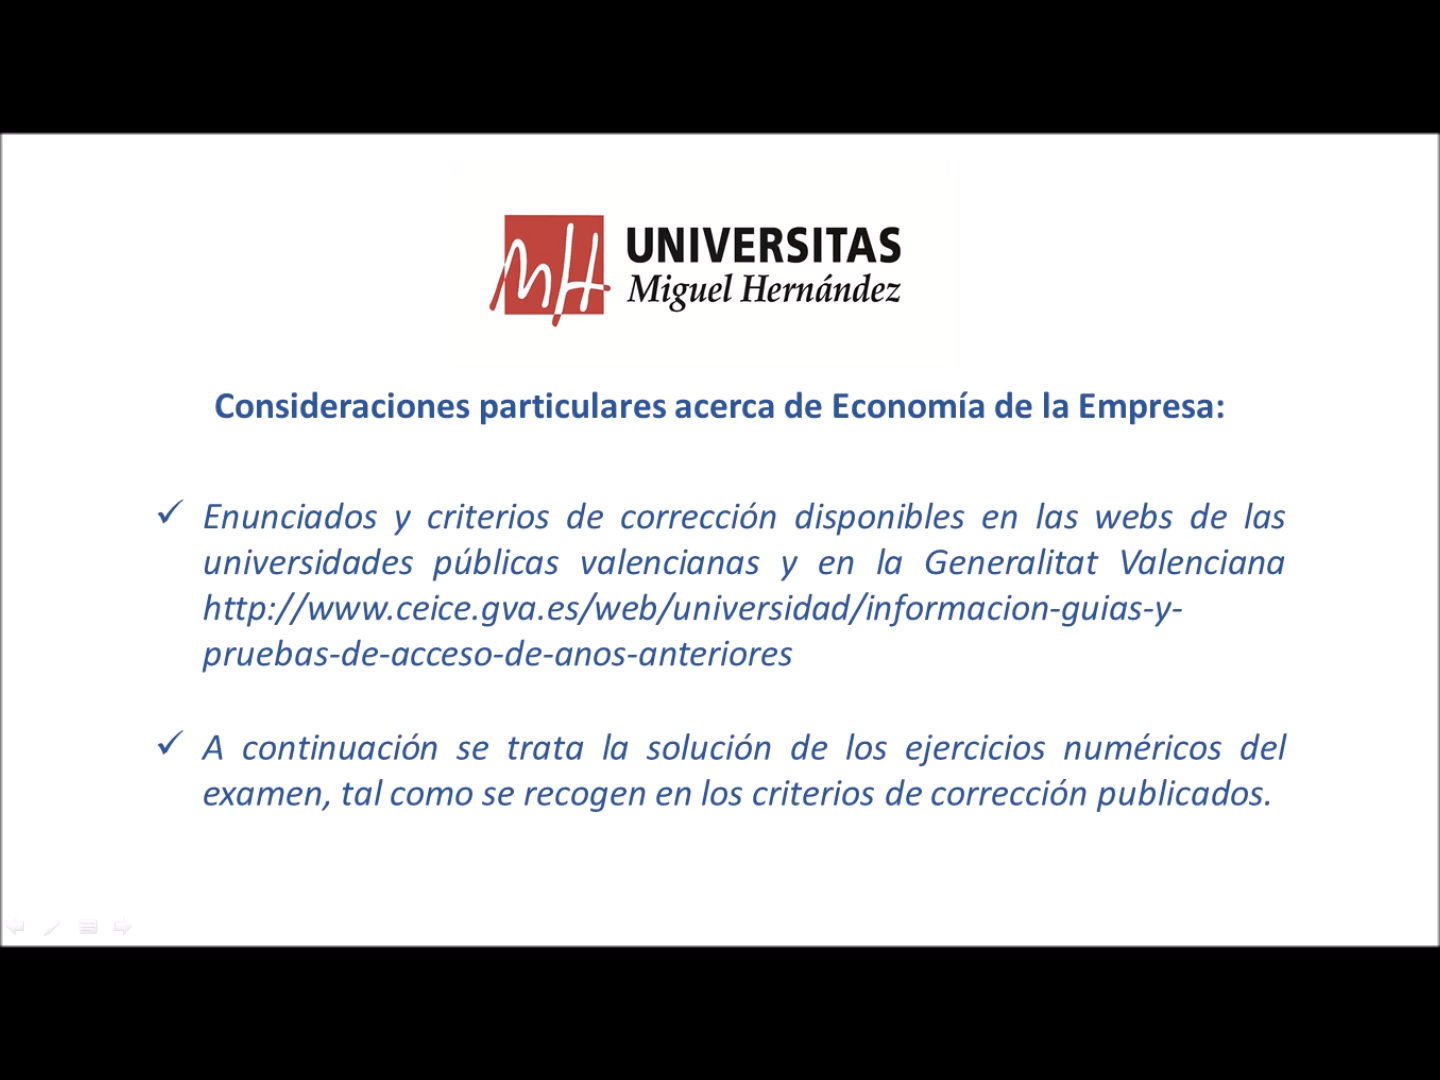 UNIVERSITAS
Miguel Hernández
Consideraciones particulares acerca de Economía de la Empresa:
✓ Enunciados y criterios de corrección disponibles en las webs de las
universidades públicas valencianas y en la Generalitat Valenciana
http://www.ceice.gva.es/web/universidad/informacion-guias-y-
pruebas-de-acceso-de-anos-anteriores
✓ A continuación se trata la solución de los ejercicios numéricos del
examen, tal como se recogen en los criterios de corrección publicados.